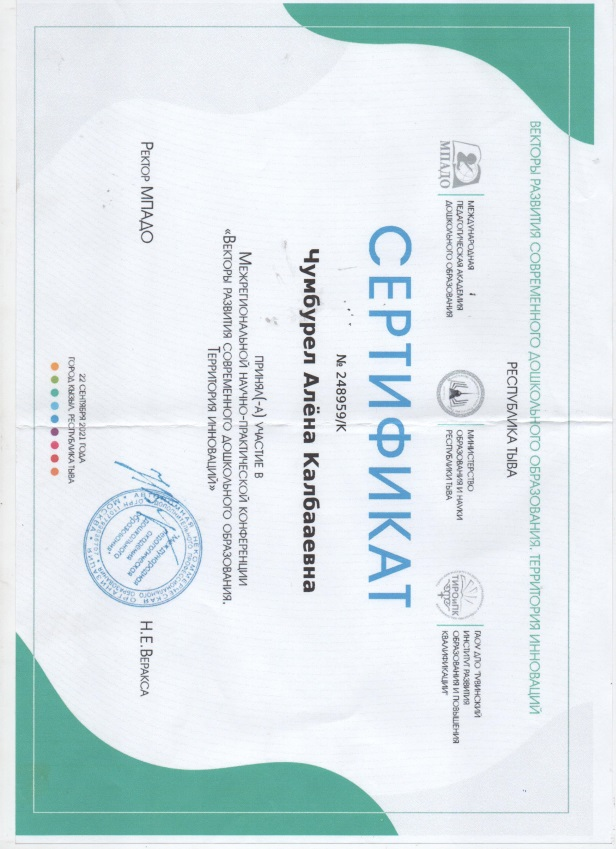 ВЕКТОРЫ РАЗВИТИЯ СОВРЕМЕННОГО ДОШКОЛЬНОГО ОБРАЗОВАНИЯ. ТЕРРИТОРИЯ ИННОВАЦИЙ
РЕСПУБЛИКА ТЫВА
МПАДО
МЕЖДУНАРОДНАЯ
ПЕДАГОГИЧЕСКАЯ АКАДЕМИЯ
ДОШКОЛЬНОГО ОБРАЗОВАНИЯ
МИНИСТЕРСТВО
ОБРАЗОВАНИЯ И НАУКИ
РЕСПУБЛИКИ ТЫВА
ТИРОиПК
ГАОУ ДПО "ТУВИНСКИЙ
ИНСТИТУТ РАЗВИТИЯ
ОБРАЗОВАНИЯ И ПОВЫШЕНИЯ
КВАЛИФИКАЦИИ"
СЕРТИФИКАТ
№ 248959/К
Чумбурел Алёна Калбааевна
ПРИНЯЛ(-А) УЧАСТИЕ В
МЕЖРЕГИОНАЛЬНОЙ НАУЧНО-ПРАКТИЧЕСКОЙ КОНФЕРЕНЦИИ
«ВЕКТОРЫ РАЗВИТИЯ СОВРЕМЕННОГО ДОШКОЛЬНОГО ОБРАЗОВАНИЯ.
ТЕРРИТОРИЯ ИННОВАЦИЙ»
РЕКТОР МПАДО
Н.Е. ВЕРАКСА
22 СЕНТЯБРЯ 2022 ГОДА
ГОРОД КЫЗЫЛ, РЕСПУБЛИКА ТЫВА